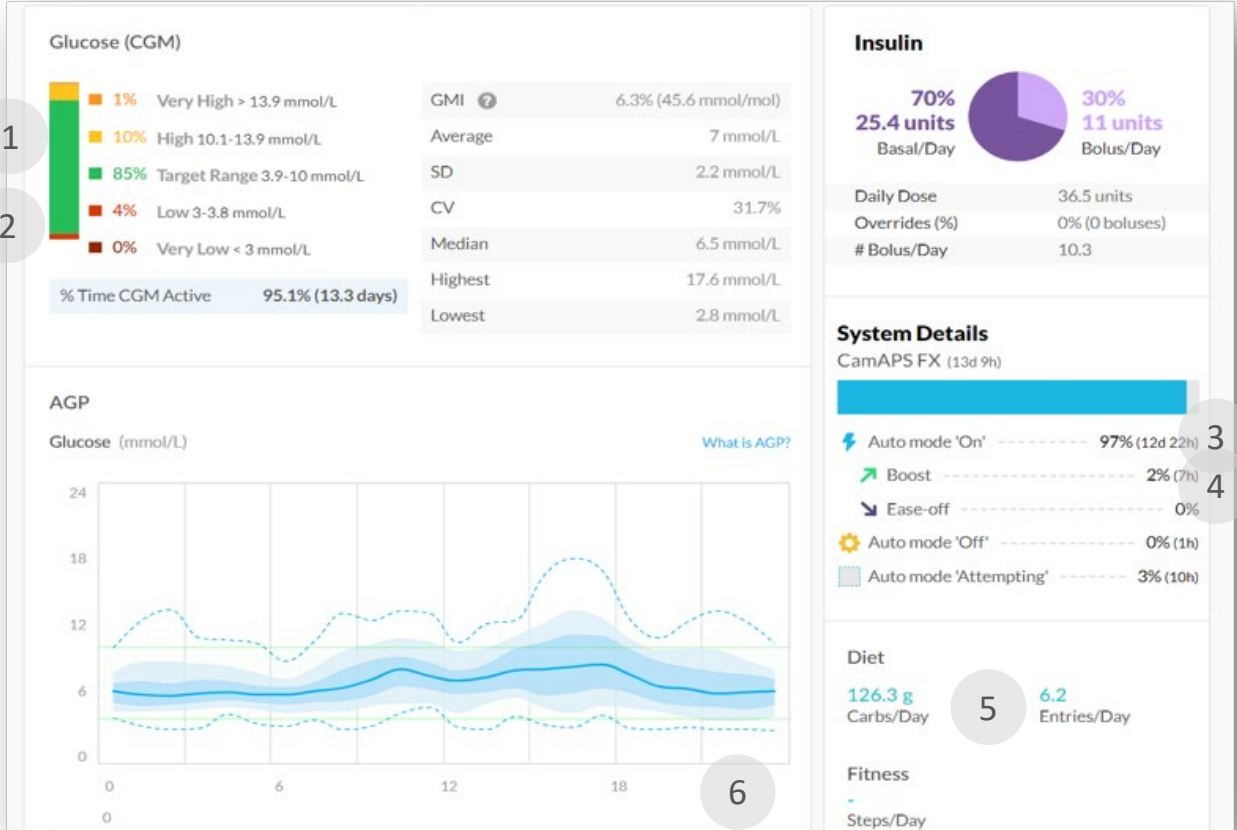 Glucose (CGM)
1% Very High > 13.9 mmol/L
10% High 10.1-13.9 mmol/L
85% Target Range 3.9-10 mmol/L
4% Low 3-3.8 mmol/L
0% Very Low < 3 mmol/L
1
2
% Time CGM Active 95.1% (13.3 days)
GMI ? 6.3% (45.6 mmol/mol)
Average 7 mmol/L
SD 2.2 mmol/L
CV 31.7%
Median 6.5 mmol/L
Highest 17.6 mmol/L
Lowest 2.8 mmol/L
AGP
Glucose (mmol/L) What is AGP?
24
18
12
6
0
0 6 12 18
0
6
Insulin
70%
25.4 units
Basal/Day
30%
11 units
Bolus/Day
Daily Dose 36.5 units
Overrides (%) 0% (0 boluses)
# Bolus/Day 10.3
System Details
CamAPS FX (13d 9h)
Auto mode 'On' 97% (12d 22h)
3
Boost 2% (7h)
4
Ease-off 0%
Auto mode 'Off' 0% (1h)
Auto mode 'Attempting' 3% (10h)
Diet
126.3 g
Carbs/Day
5
6.2
Entries/Day
Fitness
-
Steps/Day